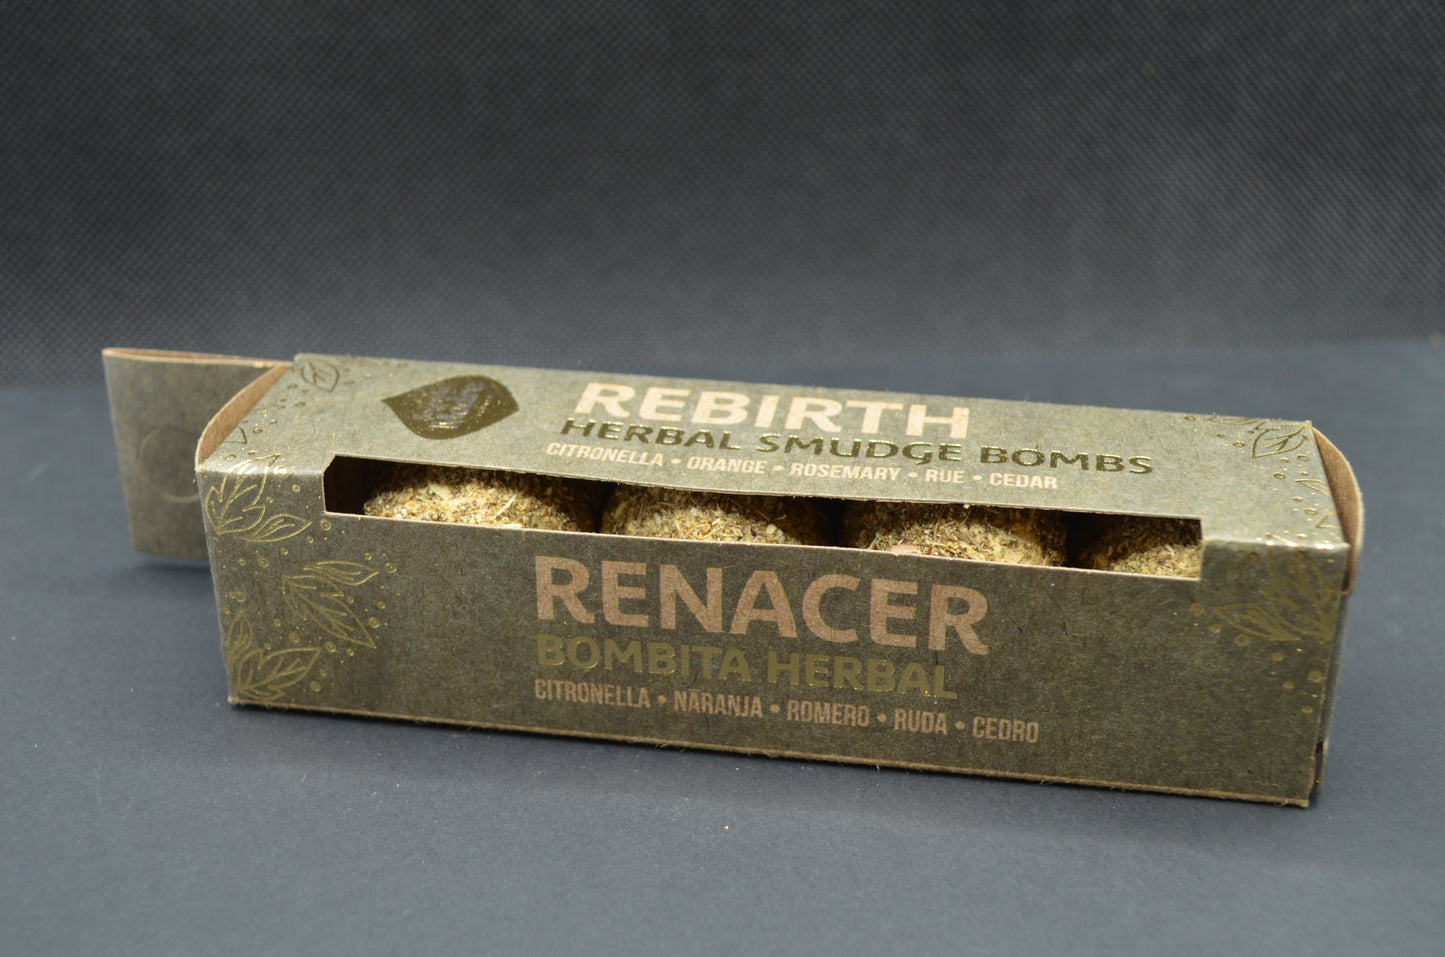 REBIRTH
HERBAL SMUDGE BOMBS
CITRONELLA • ORANGE • ROSEMARY • RUE • CEDAR
RENACER
BOMBITA HERBAL
CITRONELLA • NARANJA • ROMERO • RUDA • CEDRO